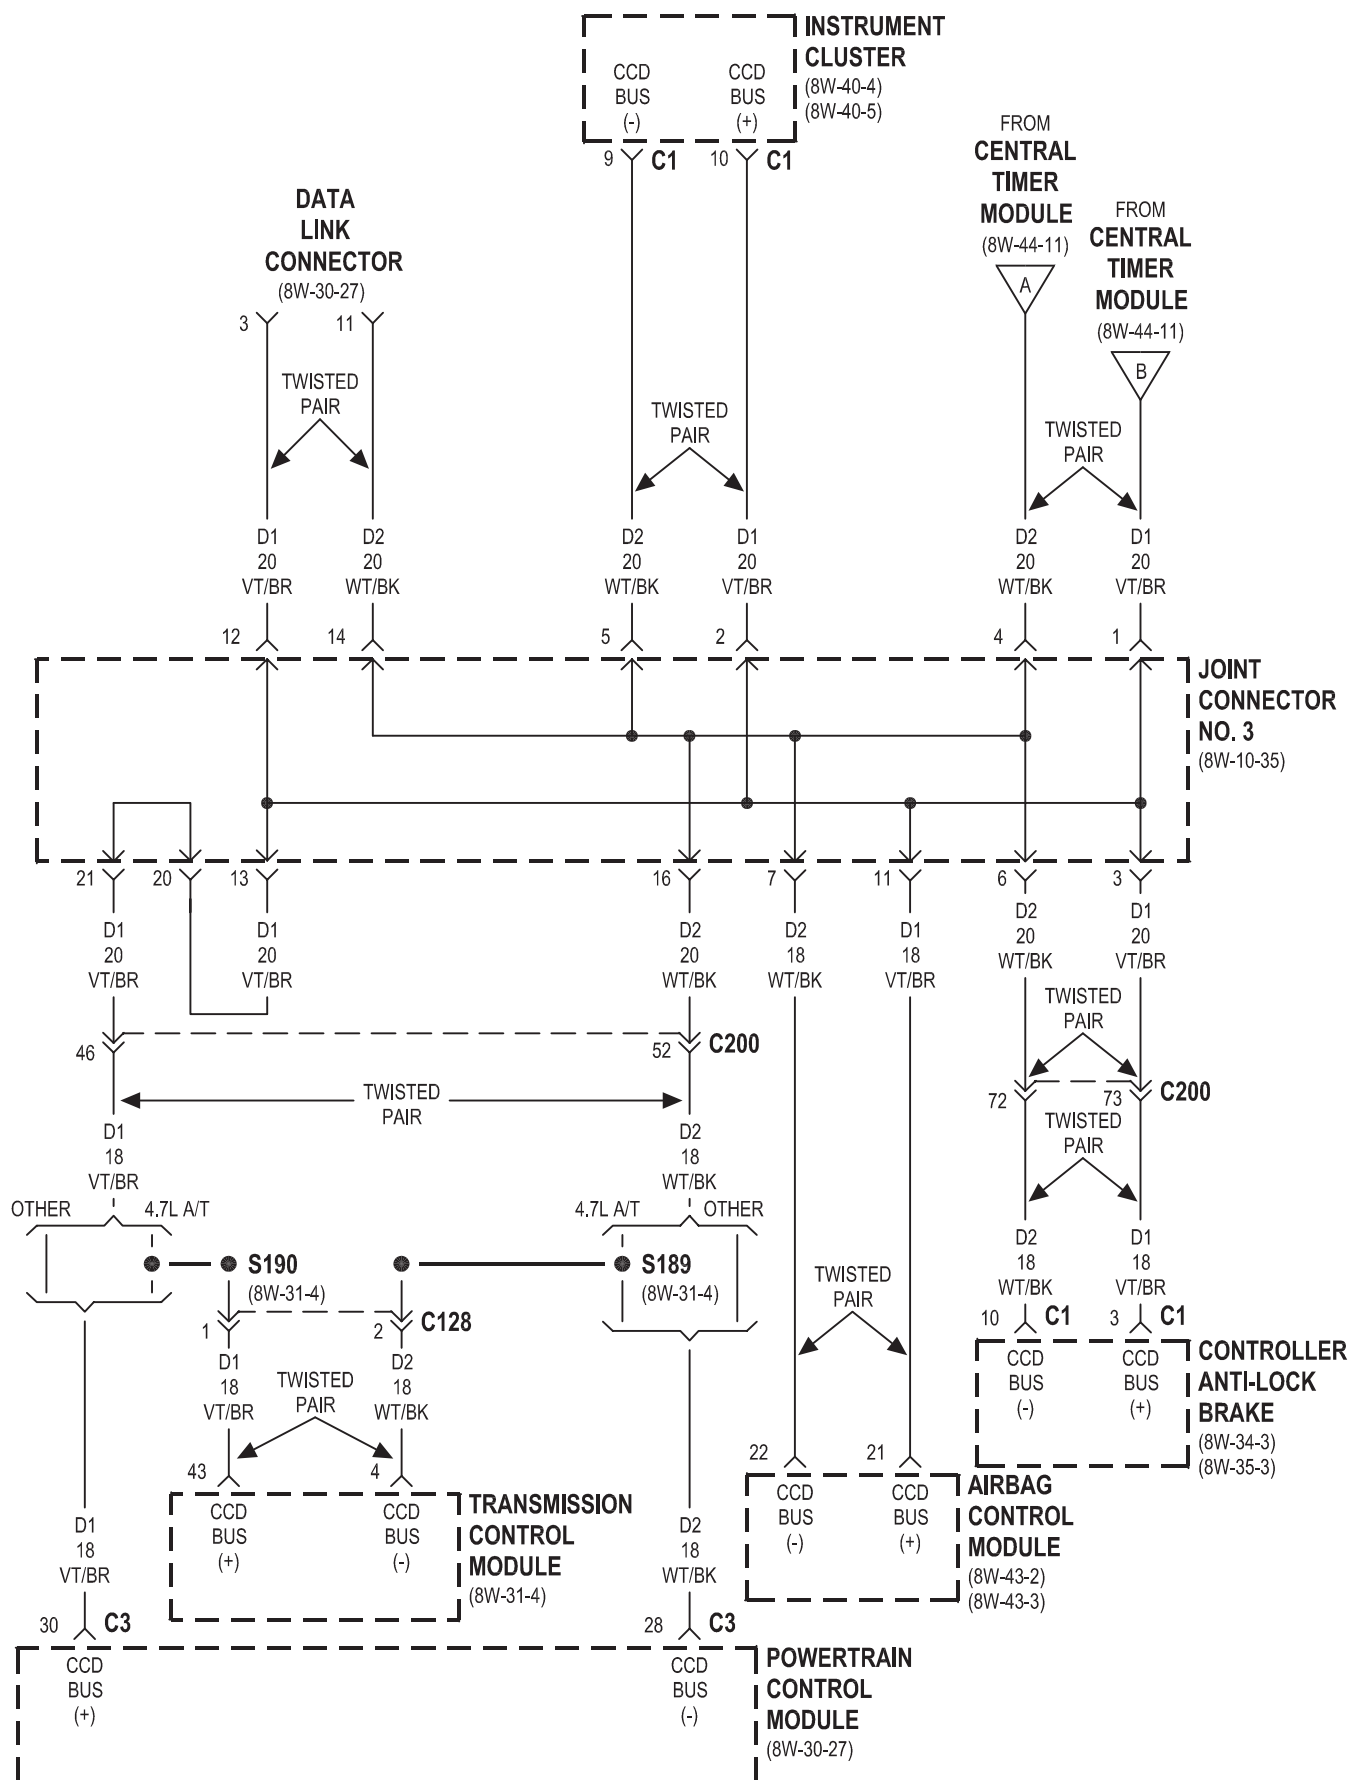 INSTRUMENT
CLUSTER
(8W-40-4)
(8W-40-5)
CCD
BUS
(-)
CCD
BUS
(+)
9
C1
10
C1
FROM
CENTRAL
TIMER
MODULE
(8W-44-11)
A
FROM
CENTRAL
TIMER
MODULE
(8W-44-11)
B
DATA
LINK
CONNECTOR
(8W-30-27)
3
11
TWISTED
PAIR
TWISTED
PAIR
TWISTED
PAIR
D1
20
VT/BR
D2
20
WT/BK
D2
20
WT/BK
D1
20
VT/BR
D2
20
WT/BK
D1
20
VT/BR
12
14
5
2
4
1
JOINT
CONNECTOR
NO. 3
(8W-10-35)
21
20
13
16
7
11
6
3
D1
20
VT/BR
D1
20
VT/BR
D2
20
WT/BK
D2
18
WT/BK
D1
18
VT/BR
D2
20
WT/BK
D1
20
VT/BR
TWISTED
PAIR
46
52
C200
72
73
C200
TWISTED
PAIR
TWISTED
PAIR
D1
18
VT/BR
D2
18
WT/BK
OTHER
4.7L A/T
4.7L A/T
OTHER
S190
(8W-31-4)
S189
(8W-31-4)
1
2
C128
D1
18
VT/BR
D2
18
WT/BK
TWISTED
PAIR
TWISTED
PAIR
D2
18
WT/BK
D1
18
VT/BR
10
C1
3
C1
CCD
BUS
(-)
CCD
BUS
(+)
CONTROLLER
ANTI-LOCK
BRAKE
(8W-34-3)
(8W-35-3)
43
4
CCD
BUS
(+)
CCD
BUS
(-)
TRANSMISSION
CONTROL
MODULE
(8W-31-4)
22
21
CCD
BUS
(-)
CCD
BUS
(+)
AIRBAG
CONTROL
MODULE
(8W-43-2)
(8W-43-3)
D1
18
VT/BR
D2
18
WT/BK
30
C3
28
C3
CCD
BUS
(+)
CCD
BUS
(-)
POWERTRAIN
CONTROL
MODULE
(8W-30-27)